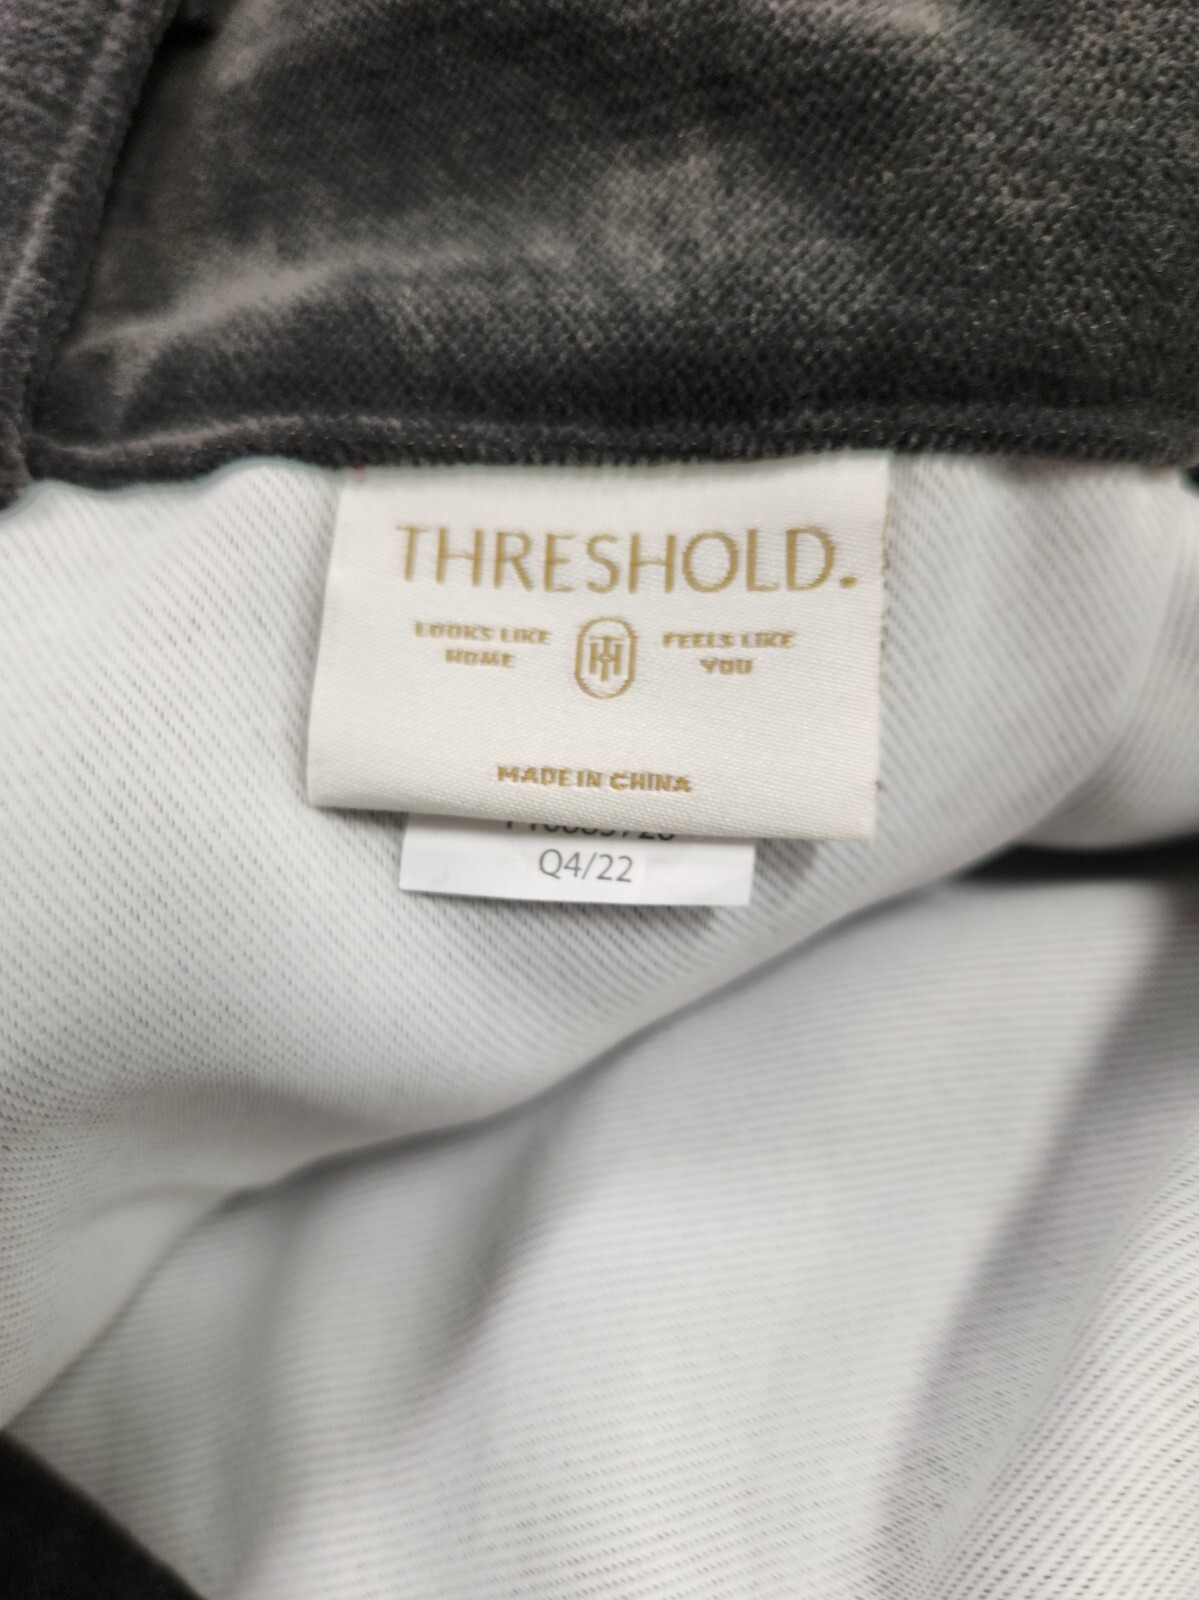 THRESHOLD.
LOOKS LIKE
HOME
FEELS LIKE
YOU
MADE IN CHINA
Q4/22